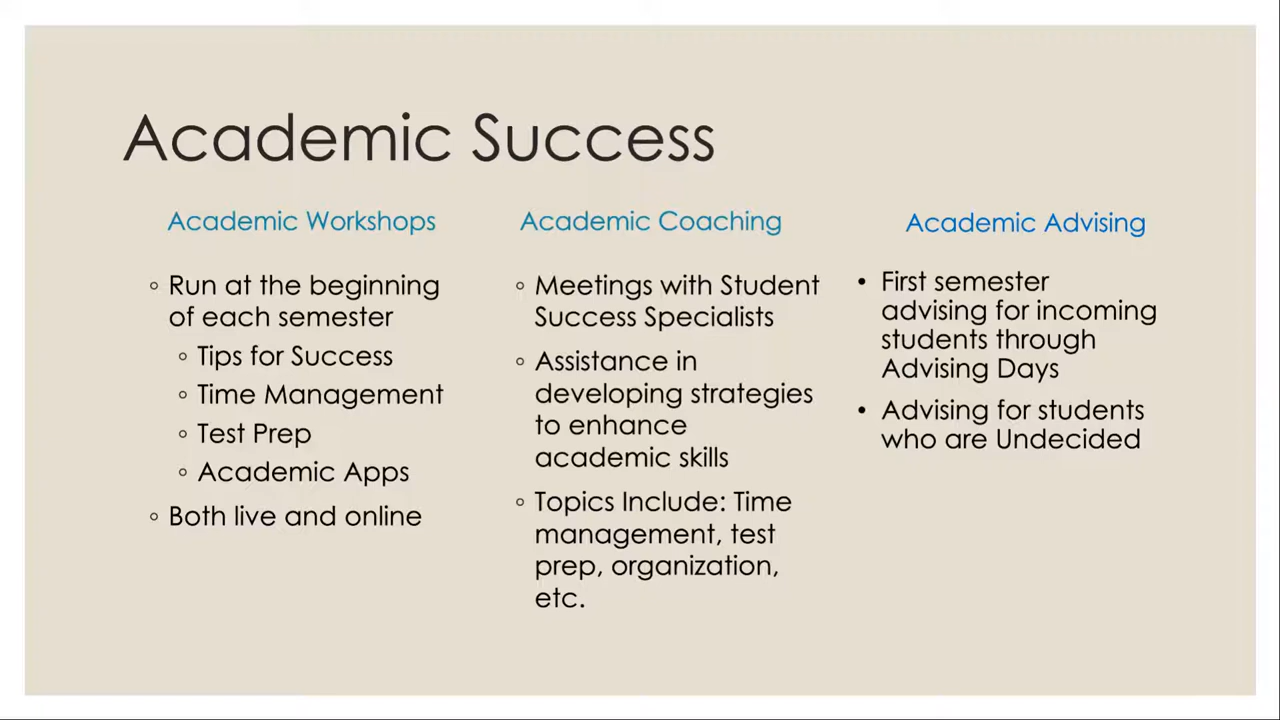 Academic Success
Academic Workshops
◦ Run at the beginning
of each semester
◦ Tips for Success
◦ Time Management
◦ Test Prep
◦ Academic Apps
◦ Both live and online
Academic Coaching
◦ Meetings with Student
Success Specialists
◦ Assistance in
developing strategies
to enhance
academic skills
◦ Topics Include: Time
management, test
prep, organization,
etc.
Academic Advising
• First semester
advising for incoming
students through
Advising Days
• Advising for students
who are Undecided